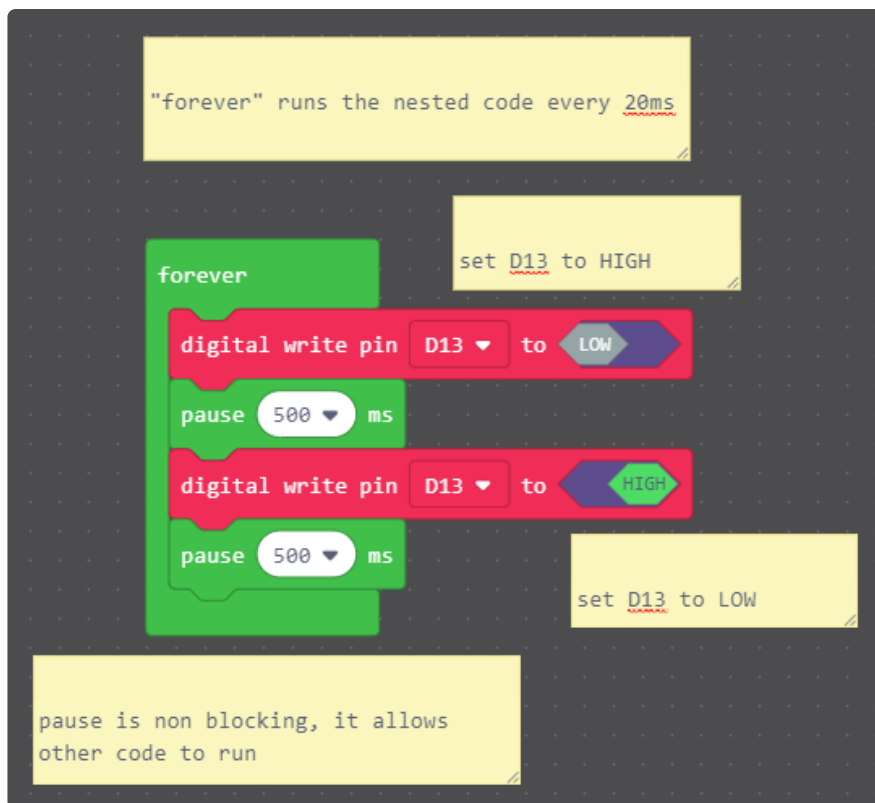 "forever" runs the nested code every 20ms
set D13 to HIGH
forever
digital write pin D13 to LOW
pause 500 ms
digital write pin D13 to HIGH
pause 500 ms
set D13 to LOW
pause is non blocking, it allows
other code to run